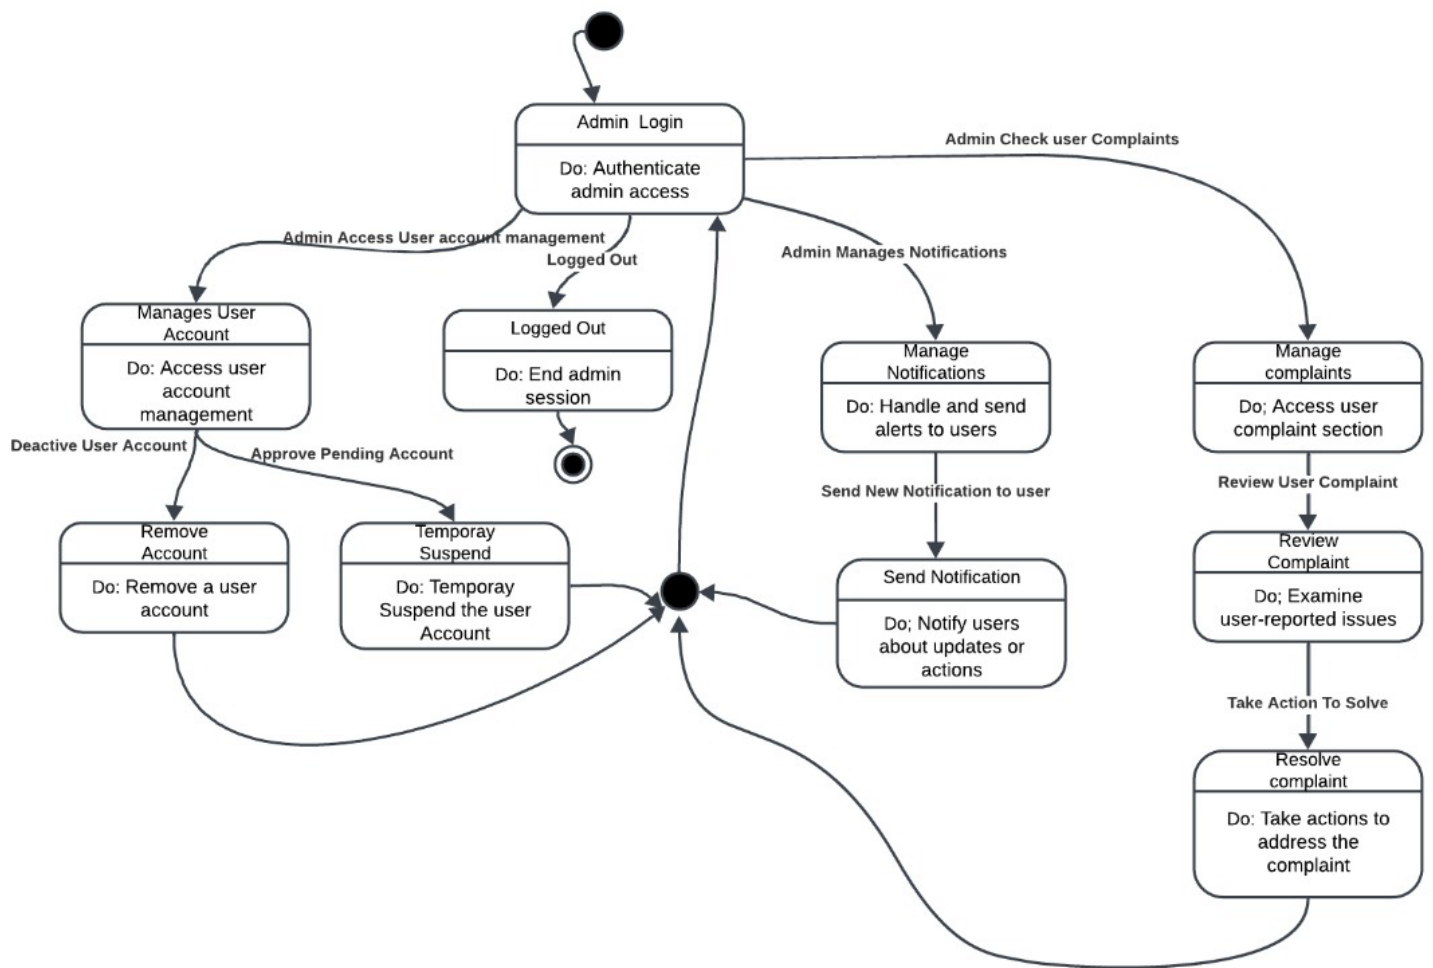 Admin Login
Do: Authenticate
admin access
Admin Check user Complaints
Admin Access User account management
Logged Out
Admin Manages Notifications
Manages User
Account
Do: Access user
account
management
Logged Out
Do: End admin
session
Manage
Notifications
Do: Handle and send
alerts to users
Manage
complaints
Do; Access user
complaint section
Deactive User Account
Approve Pending Account
Send New Notification to user
Review User Complaint
Remove
Account
Do: Remove a user
account
Temporay
Suspend
Do: Temporay
Suspend the user
Account
Send Notification
Do; Notify users
about updates or
actions
Review
Complaint
Do; Examine
user-reported issues
Take Action To Solve
Resolve
complaint
Do: Take actions to
address the
complaint